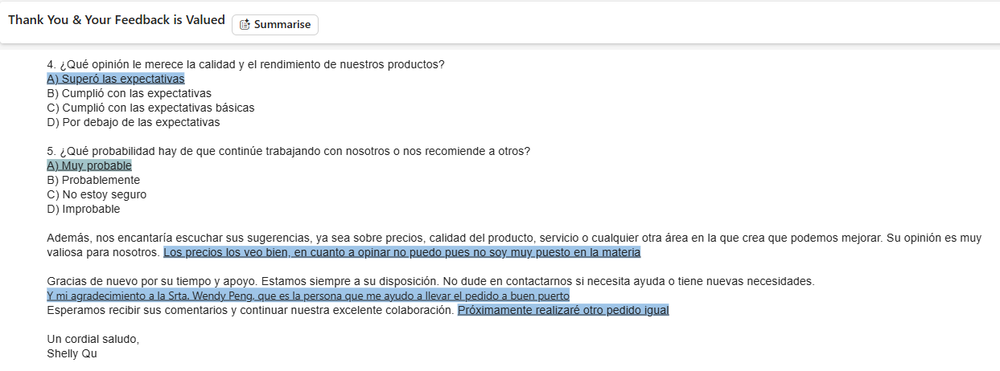 Thank You & Your Feedback is Valued
Summarise
4. ¿Qué opinión le merece la calidad y el rendimiento de nuestros productos?
A) Superó las expectativas
B) Cumplió con las expectativas
C) Cumplió con las expectativas básicas
D) Por debajo de las expectativas
5. ¿Qué probabilidad hay de que continúe trabajando con nosotros o nos recomiende a otros?
A) Muy probable
B) Probablemente
C) No estoy seguro
D) Improbable
Además, nos encantaría escuchar sus sugerencias, ya sea sobre precios, calidad del producto, servicio o cualquier otra área en la que crea que podemos mejorar. Su opinión es muy
valiosa para nosotros. Los precios los veo bien, en cuanto a opinar no puedo pues no soy muy puesto en la materia
Gracias de nuevo por su tiempo y apoyo. Estamos siempre a su disposición. No dude en contactarnos si necesita ayuda o tiene nuevas necesidades.
Y mi agradecimiento a la Srta. Wendy Peng, que es la persona que me ayudo a llevar el pedido a buen puerto
Esperamos recibir sus comentarios y continuar nuestra excelente colaboración. Próximamente realizaré otro pedido igual
Un cordial saludo,
Shelly Qu